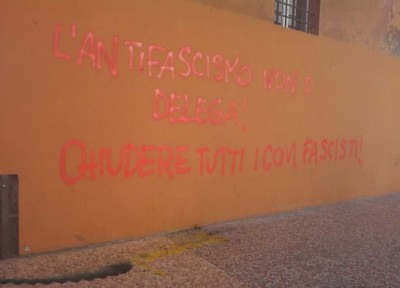 L'ANTIFASCISMO NON SI
DELEGA!
CHIUDERE TUTTI I COVI FASCISTI!